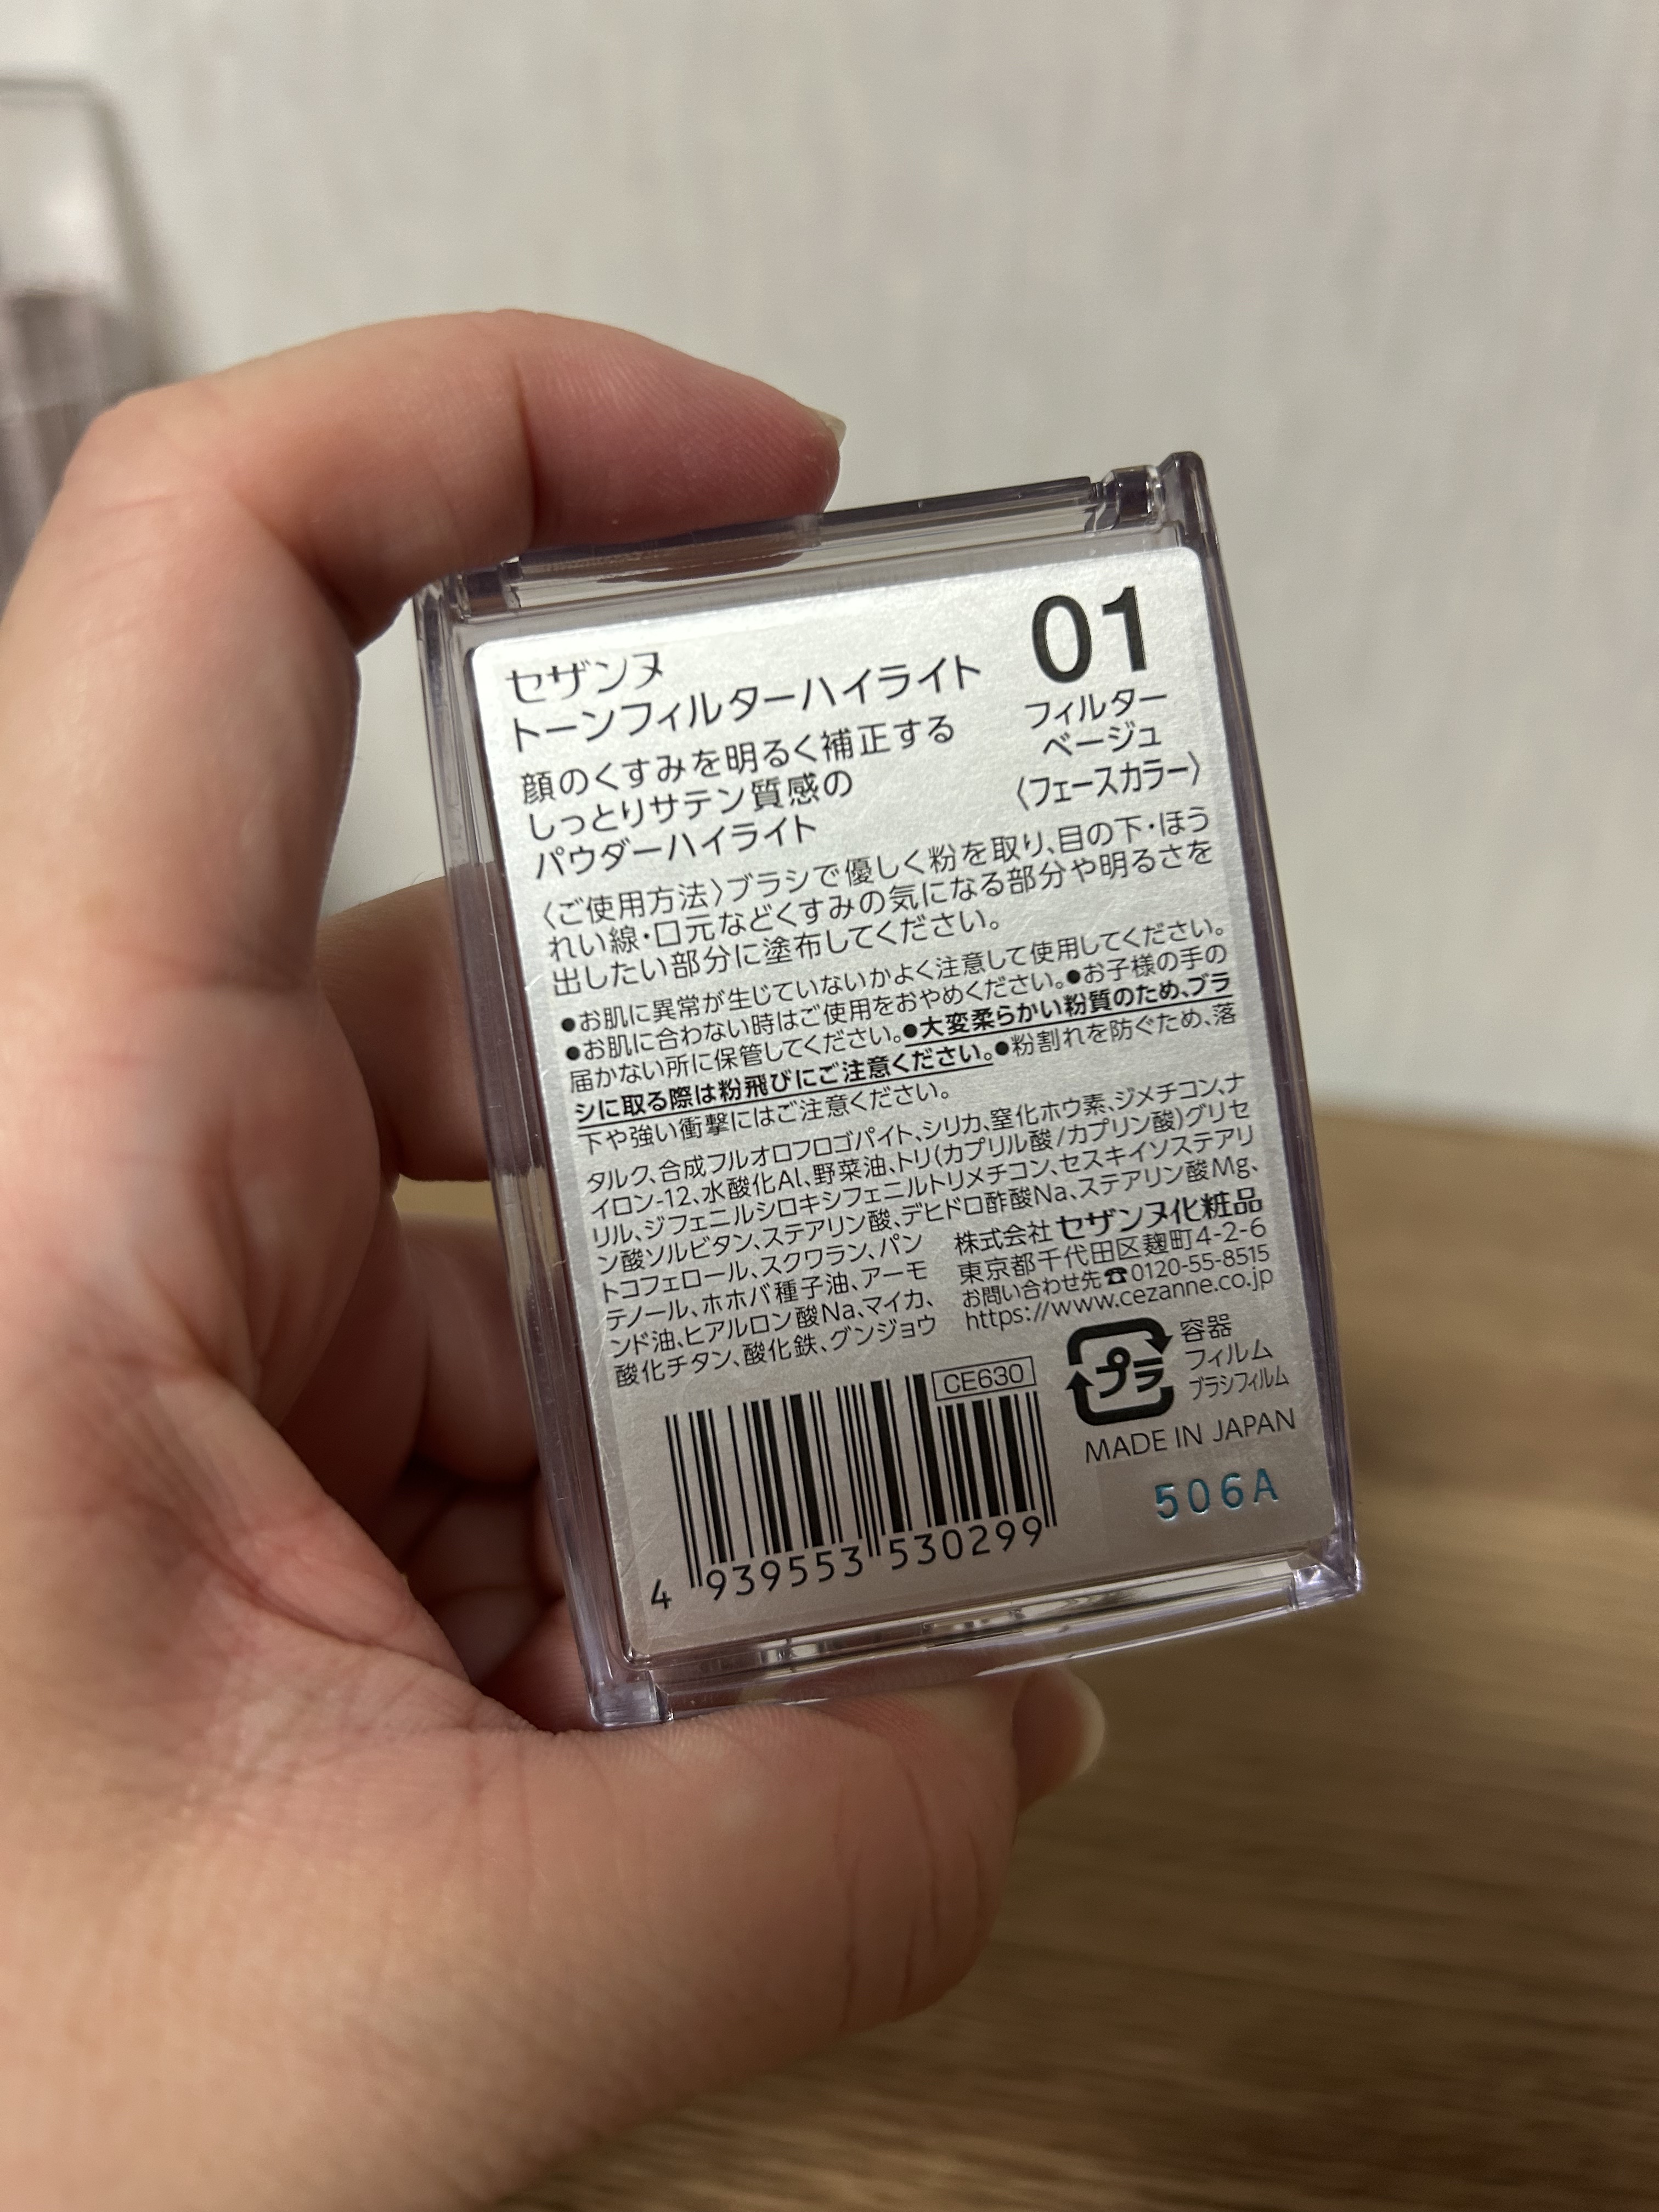 セザンヌ
トーンフィルターハイライト
01
フィルター
ベージュ
〈フェースカラー〉
顔のくすみを明るく補正する
しっとりサテン質感の
パウダーハイライト
〈ご使用方法〉ブラシで優しく粉を取り、目の下・ほう
れい線・口元などくすみの気になる部分や明るさを
出したい部分に塗布してください。
●お肌に異常が生じていないかよく注意して使用してください。
●お肌に合わない時はご使用をおやめください。●お子様の手の
届かない所に保管してください。●大変柔らかい粉質のため、ブラ
シに取る際は粉飛びにご注意ください。●粉割れを防ぐため、落
下や強い衝撃にはご注意ください。
タルク、合成フルオロフロゴパイト、シリカ、窒化ホウ素、ジメチコン、ナ
イロン-12、水酸化Al、野菜油、トリ(カプリル酸/カプリン酸)グリセ
リル、ジフェニルシロキシフェニルトリメチコン、セスキイソステアリ
ン酸ソルビタン、ステアリン酸、デヒドロ酢酸Na、ステアリン酸Mg、
トコフェロール、スクワラン、パン
テノール、ホホバ種子油、アーモ
ンド油、ヒアルロン酸Na、マイカ、
酸化チタン、酸化鉄、グンジョウ
株式会社 セザンヌ化粧品
東京都千代田区麹町4-2-6
お問い合わせ先☎0120-55-8515
https://www.cezanne.co.jp
プラ
容器
フィルム
ブラシフィルム
CE630
MADE IN JAPAN
506A
4 939553 530299